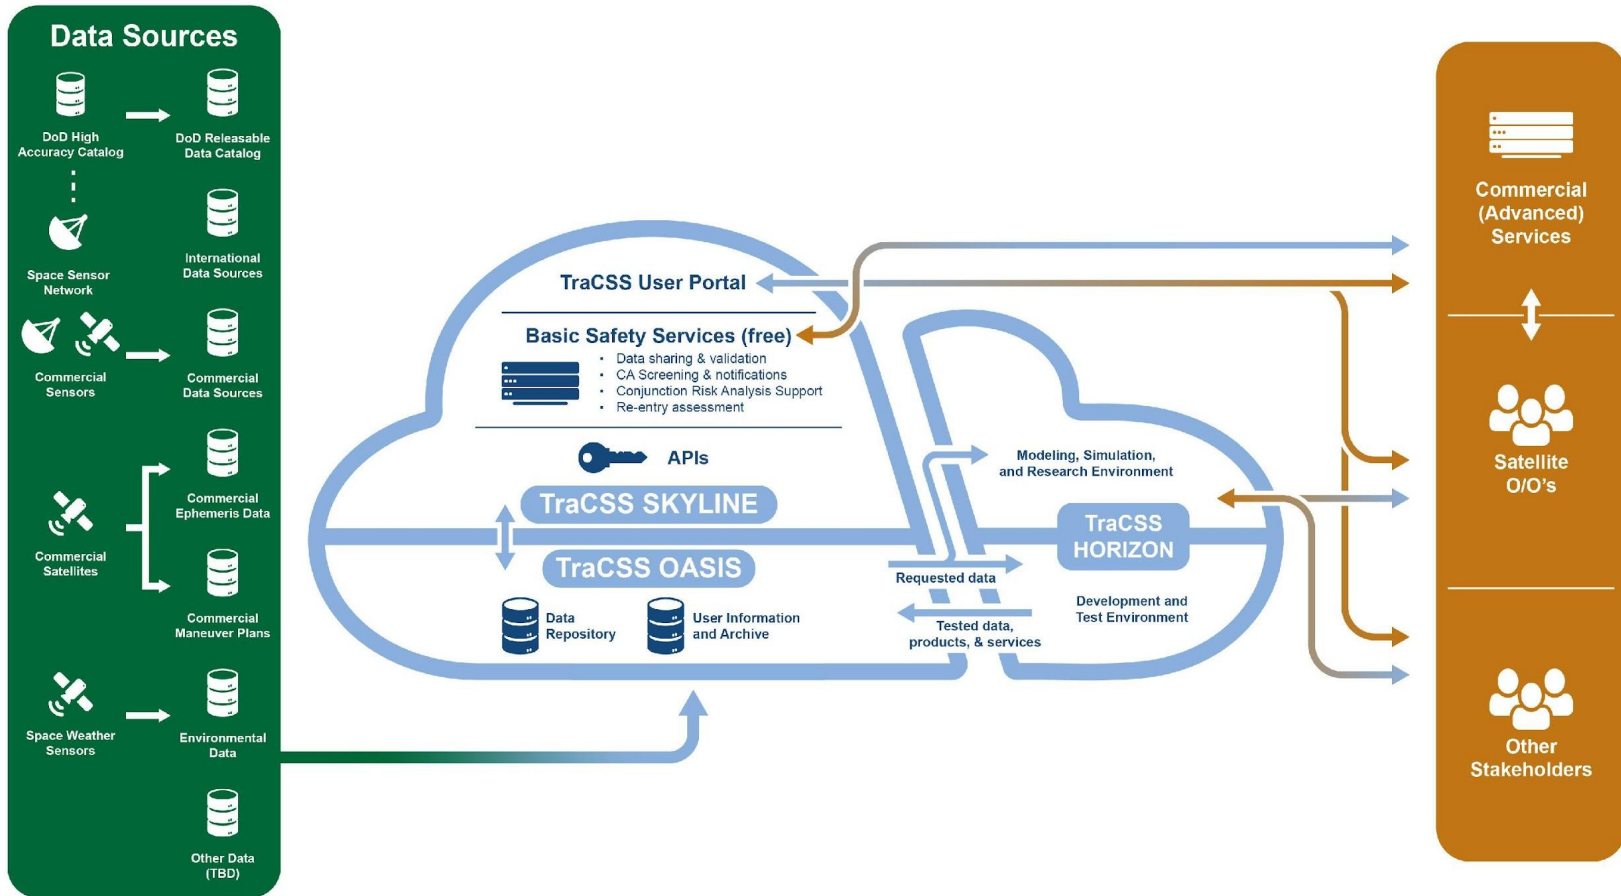 Data Sources
DoD High
Accuracy Catalog
DoD Releasable
Data Catalog
Space Sensor
Network
International
Data Sources
Commercial
Sensors
Commercial
Data Sources
Commercial
Satellites
Commercial
Ephemeris Data
Commercial
Maneuver Plans
Space Weather
Sensors
Environmental
Data
Other Data
(TBD)
TraCSS User Portal
Basic Safety Services (free)
• Data sharing & validation
• CA Screening & notifications
• Conjunction Risk Analysis Support
• Re-entry assessment
APIs
TraCSS SKYLINE
TraCSS OASIS
Data
Repository
User Information
and Archive
Requested data
Tested data,
products, & services
Modeling, Simulation,
and Research Environment
TraCSS
HORIZON
Development and
Test Environment
Commercial
(Advanced)
Services
Satellite
O/O's
Other
Stakeholders